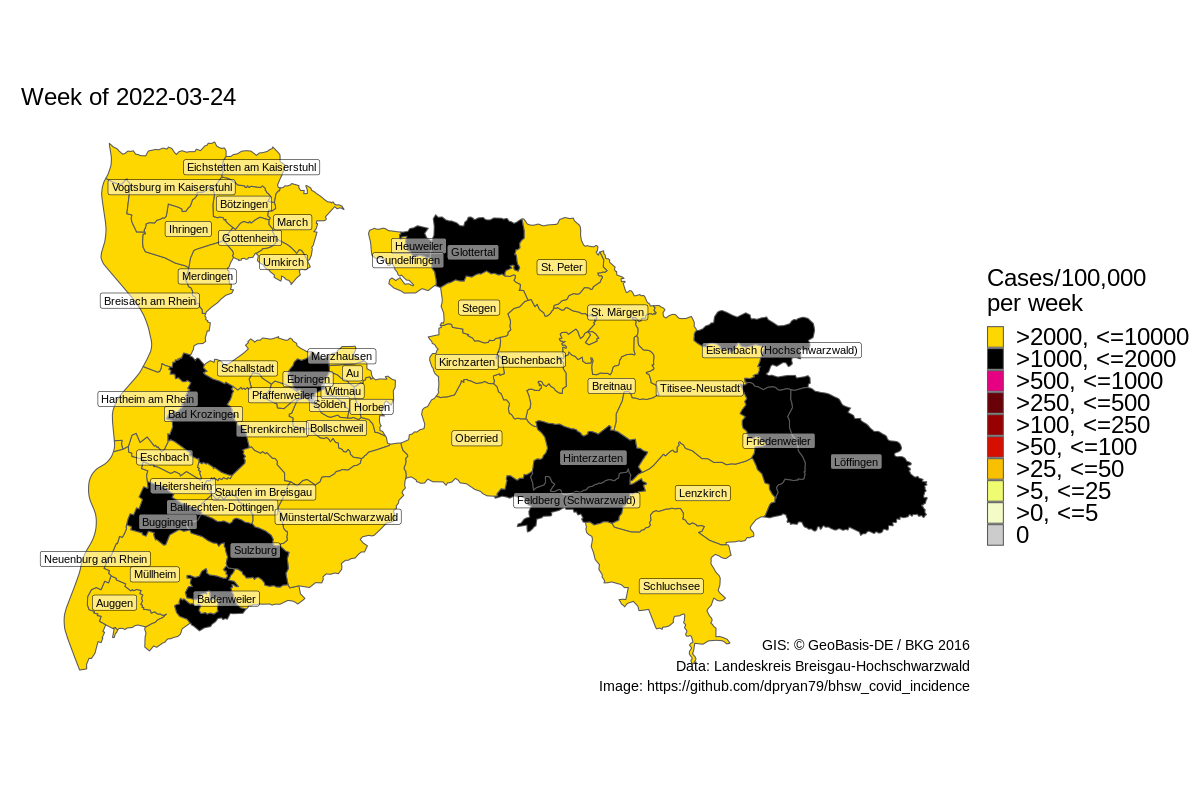 Week of 2022-03-24
Eichstetten am Kaiserstuhl
Vogtsburg im Kaiserstuhl
Bötzingen
March
Ihringen
Gottenheim
Umkirch
Merdingen
Breisach am Rhein
Heuweiler
Glottertal
Gundelfingen
St. Peter
Stegen
St. Märgen
Eisenbach (Hochschwarzwald)
Kirchzarten
Buchenbach
Breitnau
Titisee-Neustadt
Merzhausen
Schallstadt
Au
Ebringen
Wittnau
Pfaffenweiler
Sölden
Horben
Hartheim am Rhein
Bad Krozingen
Ehrenkirchen
Bollschweil
Oberried
Friedenweiler
Löffingen
Hinterzarten
Eschbach
Heitersheim
Staufen im Breisgau
Lenzkirch
Feldberg (Schwarzwald)
Ballrechten-Dottingen
Münstertal/Schwarzwald
Buggingen
Sulzburg
Neuenburg am Rhein
Müllheim
Schluchsee
Badenweiler
Auggen
Cases/100,000
per week
>2000, <=10000
>1000, <=2000
>500, <=1000
>250, <=500
>100, <=250
>50, <=100
>25, <=50
>5, <=25
>0, <=5
0
GIS: © GeoBasis-DE / BKG 2016
Data: Landeskreis Breisgau-Hochschwarzwald
Image: https://github.com/dpryan79/bhsw_covid_incidence